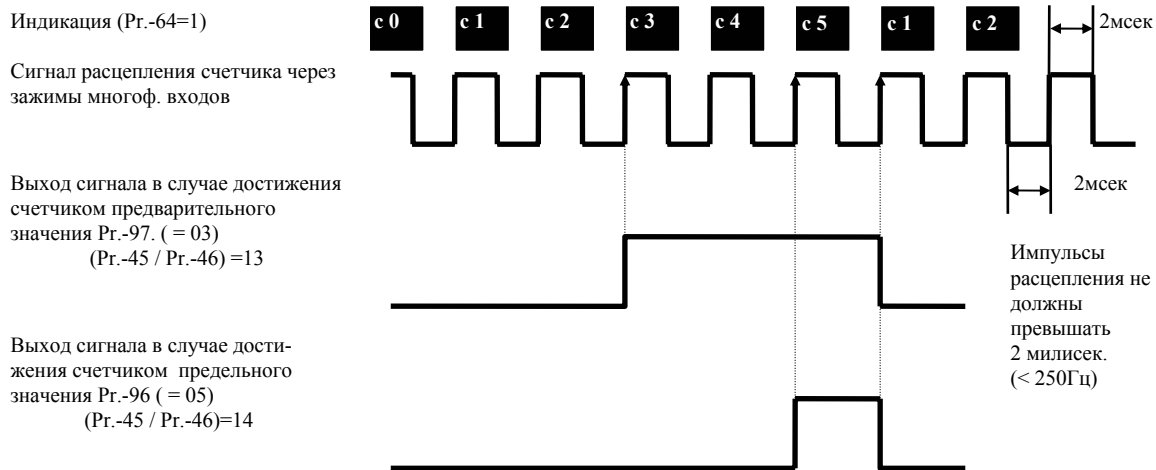 Индикация (Pr.-64=1)
c 0 c 1 c 2 c 3 c 4 c 5 c 1 c 2
2мсек
Сигнал расцепления счетчика через
зажимы многоф. входов
Выход сигнала в случае достижения
счетчиком предварительного
значения Pr.-97. ( = 03)
(Pr.-45 / Pr.-46) =13
2мсек
Импульсы
расцепления не
должны
превышать
2 милисек.
(< 250Гц)
Выход сигнала в случае дости-
жения счетчиком предельного
значения Pr.-96 ( = 05)
(Pr.-45 / Pr.-46)=14